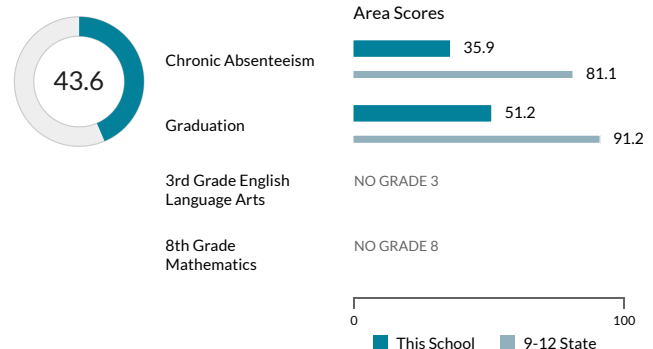 43.6
Area Scores
Chronic Absenteeism
35.9
81.1
Graduation
51.2
91.2
3rd Grade English
Language Arts
NO GRADE 3
8th Grade
Mathematics
NO GRADE 8
0 100
This School 9-12 State